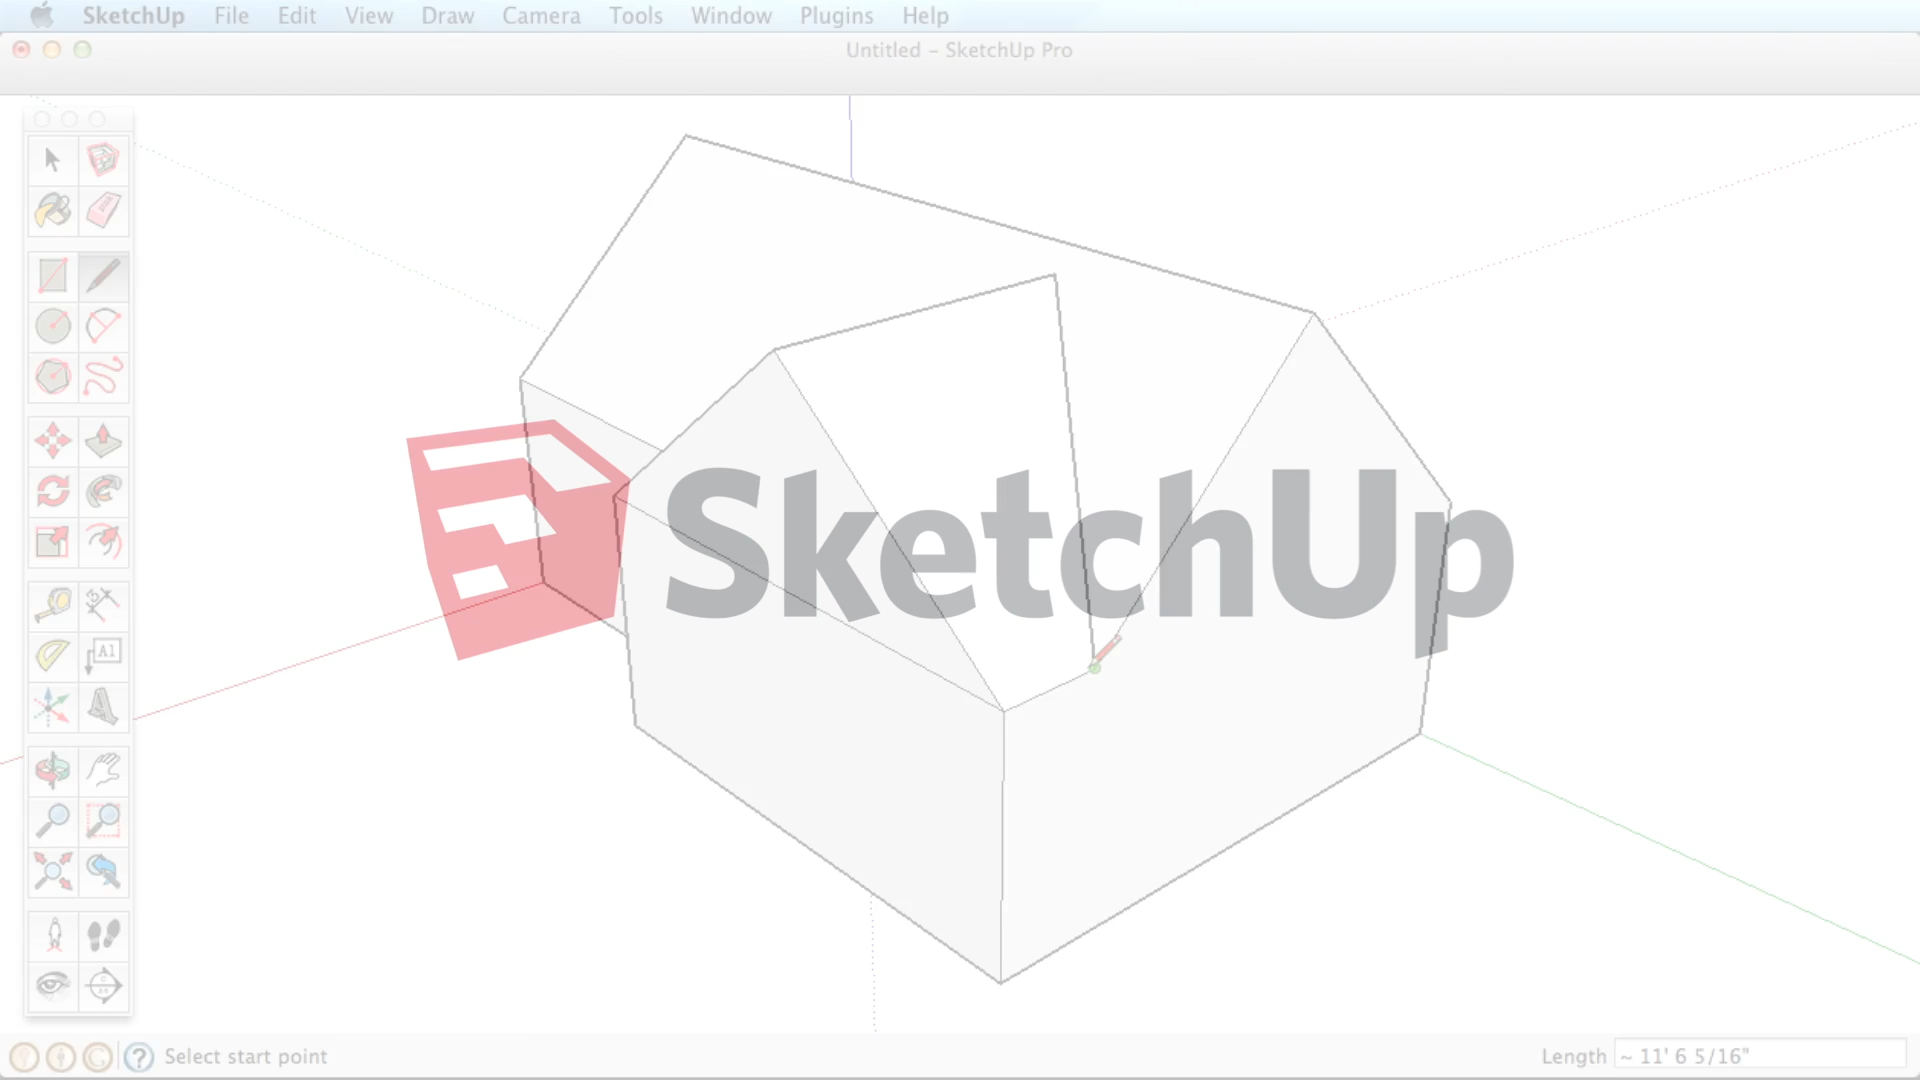 SketchUp File Edit View Draw Camera Tools Window Plugins Help
Untitled – SketchUp Pro
A1
SketchUp
? Select start point
Length ~ 11' 6 5/16"